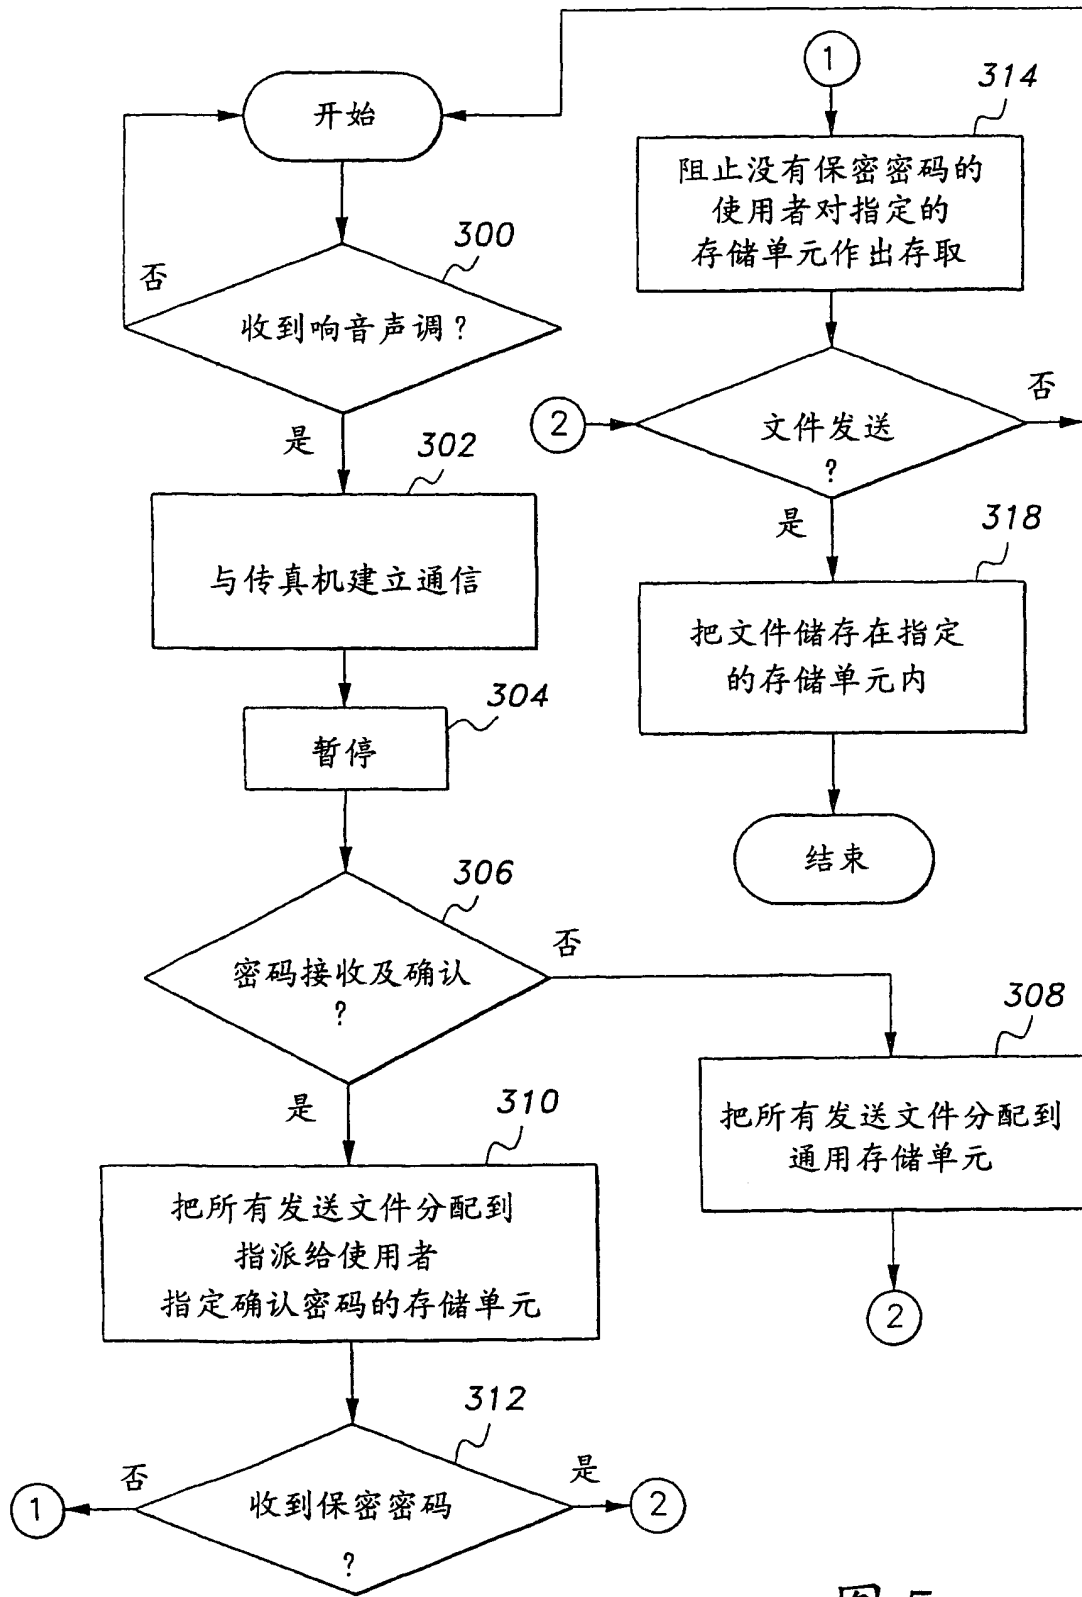 开始
300
否
收到响音声调？
是
302
与传真机建立通信
304
暂停
306
密码接收及确认
？
否
是
308
把所有发送文件分配到
通用存储单元
2
310
把所有发送文件分配到
指派给使用者
指定确认密码的存储单元
312
收到保密密码
？
否
1
是
2
1
314
阻止没有保密密码的
使用者对指定的
存储单元作出存取
2
文件发送
？
否
是
318
把文件储存在指定
的存储单元内
结束